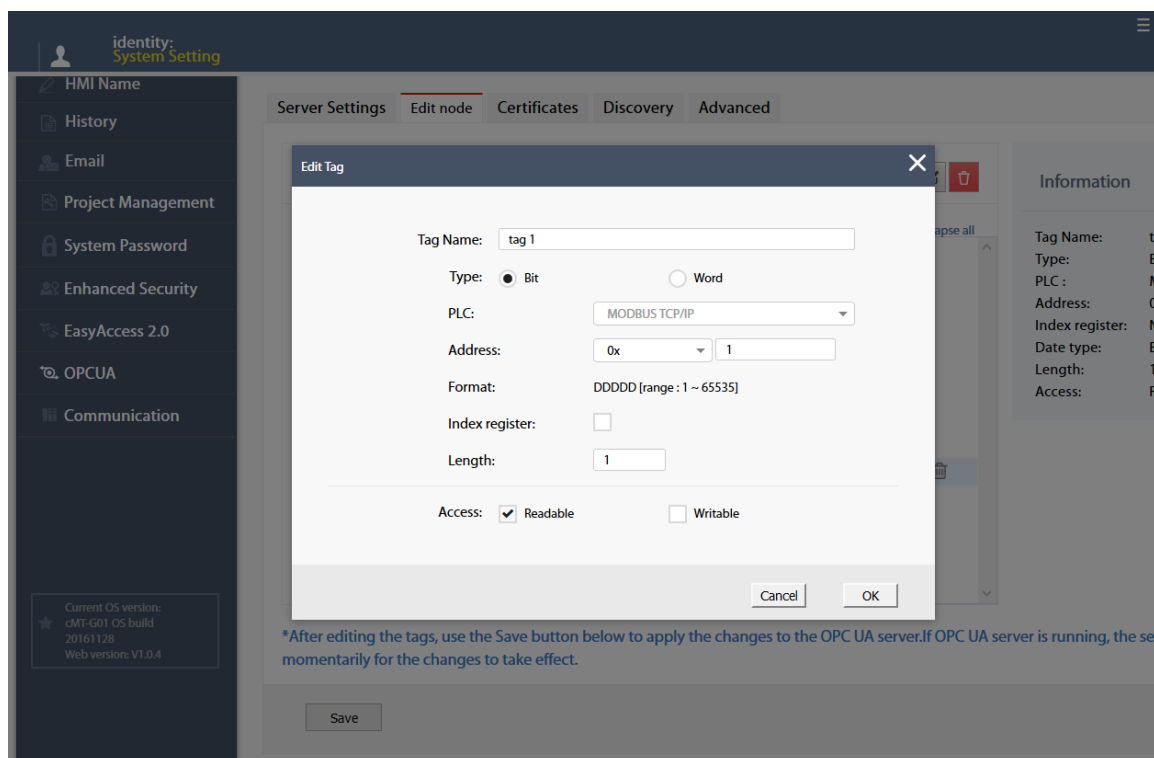 identity:
System Setting
HMI Name
History
Email
Project Management
System Password
Enhanced Security
EasyAccess 2.0
OPCUA
Communication
Current OS version:
cMT-G01 OS build
20161128
Web version: V1.0.4
Server Settings Edit node Certificates Discovery Advanced
Edit Tag
Tag Name: tag 1
Type: Bit Word
PLC: MODBUS TCP/IP
Address: 0x 1
Format: DDDDD [range : 1 ~ 65535]
Index register:
Length: 1
Access: Readable Writable
Cancel OK
apse all
Information
Tag Name:
Type:
PLC :
Address:
Index register:
Date type:
Length: 1
Access:
*After editing the tags, use the Save button below to apply the changes to the OPC UA server.If OPC UA server is running, the se
momentarily for the changes to take effect.
Save